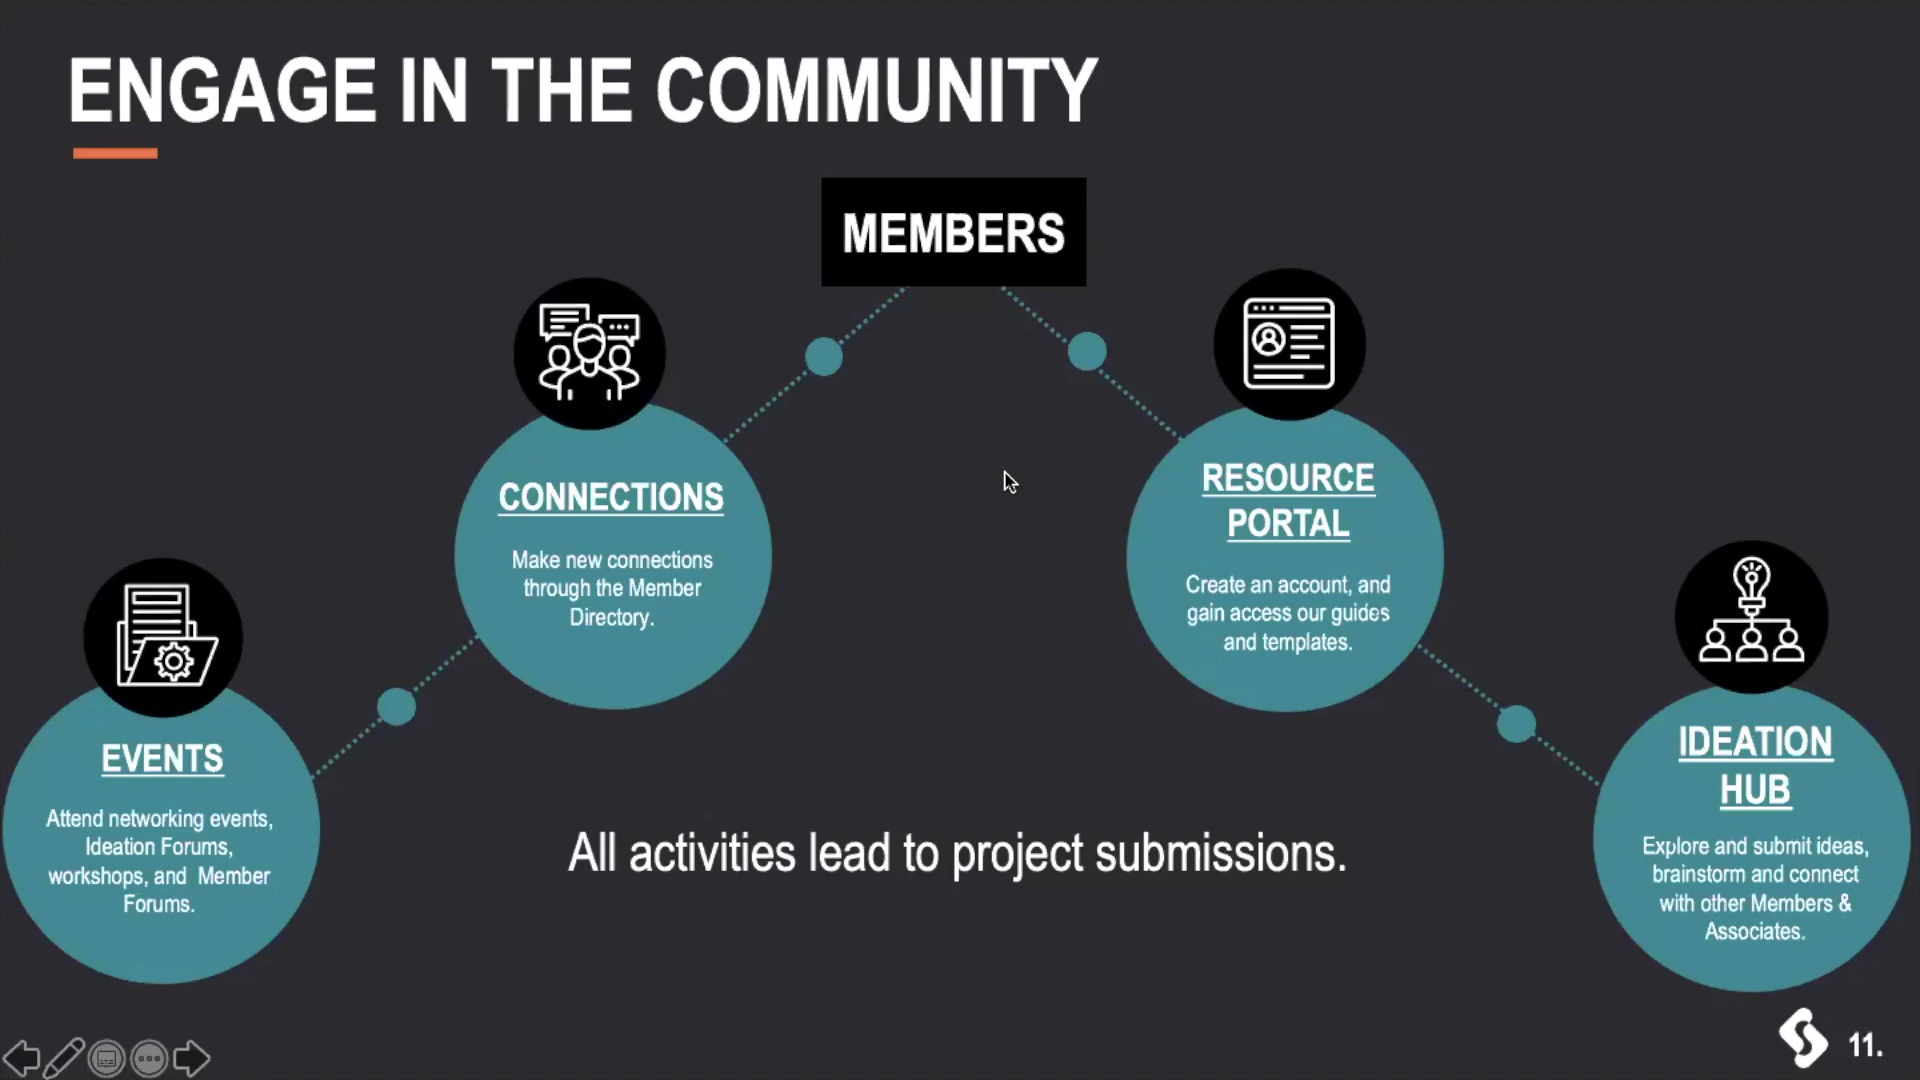 ENGAGE IN THE COMMUNITY
MEMBERS
CONNECTIONS
Make new connections
through the Member
Directory.
RESOURCE
PORTAL
Create an account, and
gain access our guides
and templates.
EVENTS
Attend networking events,
Ideation Forums,
workshops, and  Member
Forums.
IDEATION
HUB
Explore and submit ideas,
brainstorm and connect
with other Members &
Associates.
All activities lead to project submissions.
11.